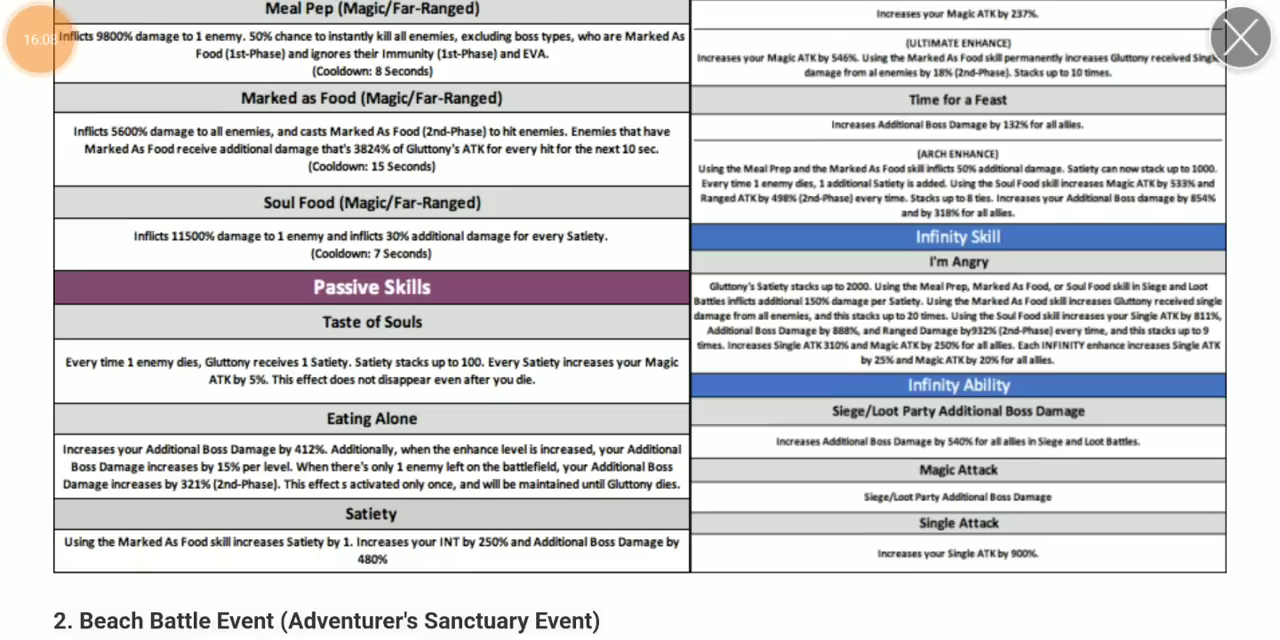 16:08
Meal Pep (Magic/Far-Ranged)
Inflicts 9800% damage to 1 enemy. 50% chance to instantly kill all enemies, excluding boss types, who are Marked As
Food (1st-Phase) and ignores their Immunity (1st-Phase) and EVA.
(Cooldown: 8 Seconds)
Marked as Food (Magic/Far-Ranged)
Inflicts 5600% damage to all enemies, and casts Marked As Food (2nd-Phase) to hit enemies. Enemies that have
Marked As Food receive additional damage that's 3824% of Gluttony's ATK for every hit for the next 10 sec.
(Cooldown: 15 Seconds)
Soul Food (Magic/Far-Ranged)
Inflicts 11500% damage to 1 enemy and inflicts 30% additional damage for every Satiety.
(Cooldown: 7 Seconds)
Passive Skills
Taste of Souls
Every time 1 enemy dies, Gluttony receives 1 Satiety. Satiety stacks up to 100. Every Satiety increases your Magic
ATK by 5%. This effect does not disappear even after you die.
Eating Alone
Increases your Additional Boss Damage by 412%. Additionally, when the enhance level is increased, your Additional
Boss Damage increases by 15% per level. When there's only 1 enemy left on the battlefield, your Additional Boss
Damage increases by 321% (2nd-Phase). This effect s activated only once, and will be maintained until Gluttony dies.
Satiety
Using the Marked As Food skill increases Satiety by 1. Increases your INT by 250% and Additional Boss Damage by
480%
Increases your Magic ATK by 237%.
(ULTIMATE ENHANCE)
Increases your Magic ATK by 546%. Using the Marked As Food skill permanently increases Gluttony received Single
damage from al enemies by 18% (2nd-Phase). Stacks up to 10 times.
Time for a Feast
Increases Additional Boss Damage by 132% for all allies.
(ARCH ENHANCE)
Using the Meal Prep and the Marked As Food skill inflicts 50% additional damage. Satiety can now stack up to 1000.
Every time 1 enemy dies, 1 additional Satiety is added. Using the Soul Food skill increases Magic ATK by 533% and
Ranged ATK by 498% (2nd-Phase) every time. Stacks up to 8 ties. Increases your Additional Boss damage by 854%
and by 318% for all allies.
Infinity Skill
I'm Angry
Gluttony's Satiety stacks up to 2000. Using the Meal Prep, Marked As Food, or Soul Food skill in Siege and Loot
Battles inflicts additional 150% damage per Satiety. Using the Marked As Food skill increases Gluttony received single
damage from all enemies, and this stacks up to 20 times. Using the Soul Food skill increases your Single ATK by 811%,
Additional Boss Damage by 888%, and Ranged Damage by932% (2nd-Phase) every time, and this stacks up to 9
times. Increases Single ATK 310% and Magic ATK by 250% for all allies. Each INFINITY enhance increases Single ATK
by 25% and Magic ATK by 20% for all allies.
Infinity Ability
Siege/Loot Party Additional Boss Damage
Increases Additional Boss Damage by 540% for all allies in Siege and Loot Battles.
Magic Attack
Siege/Loot Party Additional Boss Damage
Single Attack
Increases your Single ATK by 900%.
2. Beach Battle Event (Adventurer's Sanctuary Event)